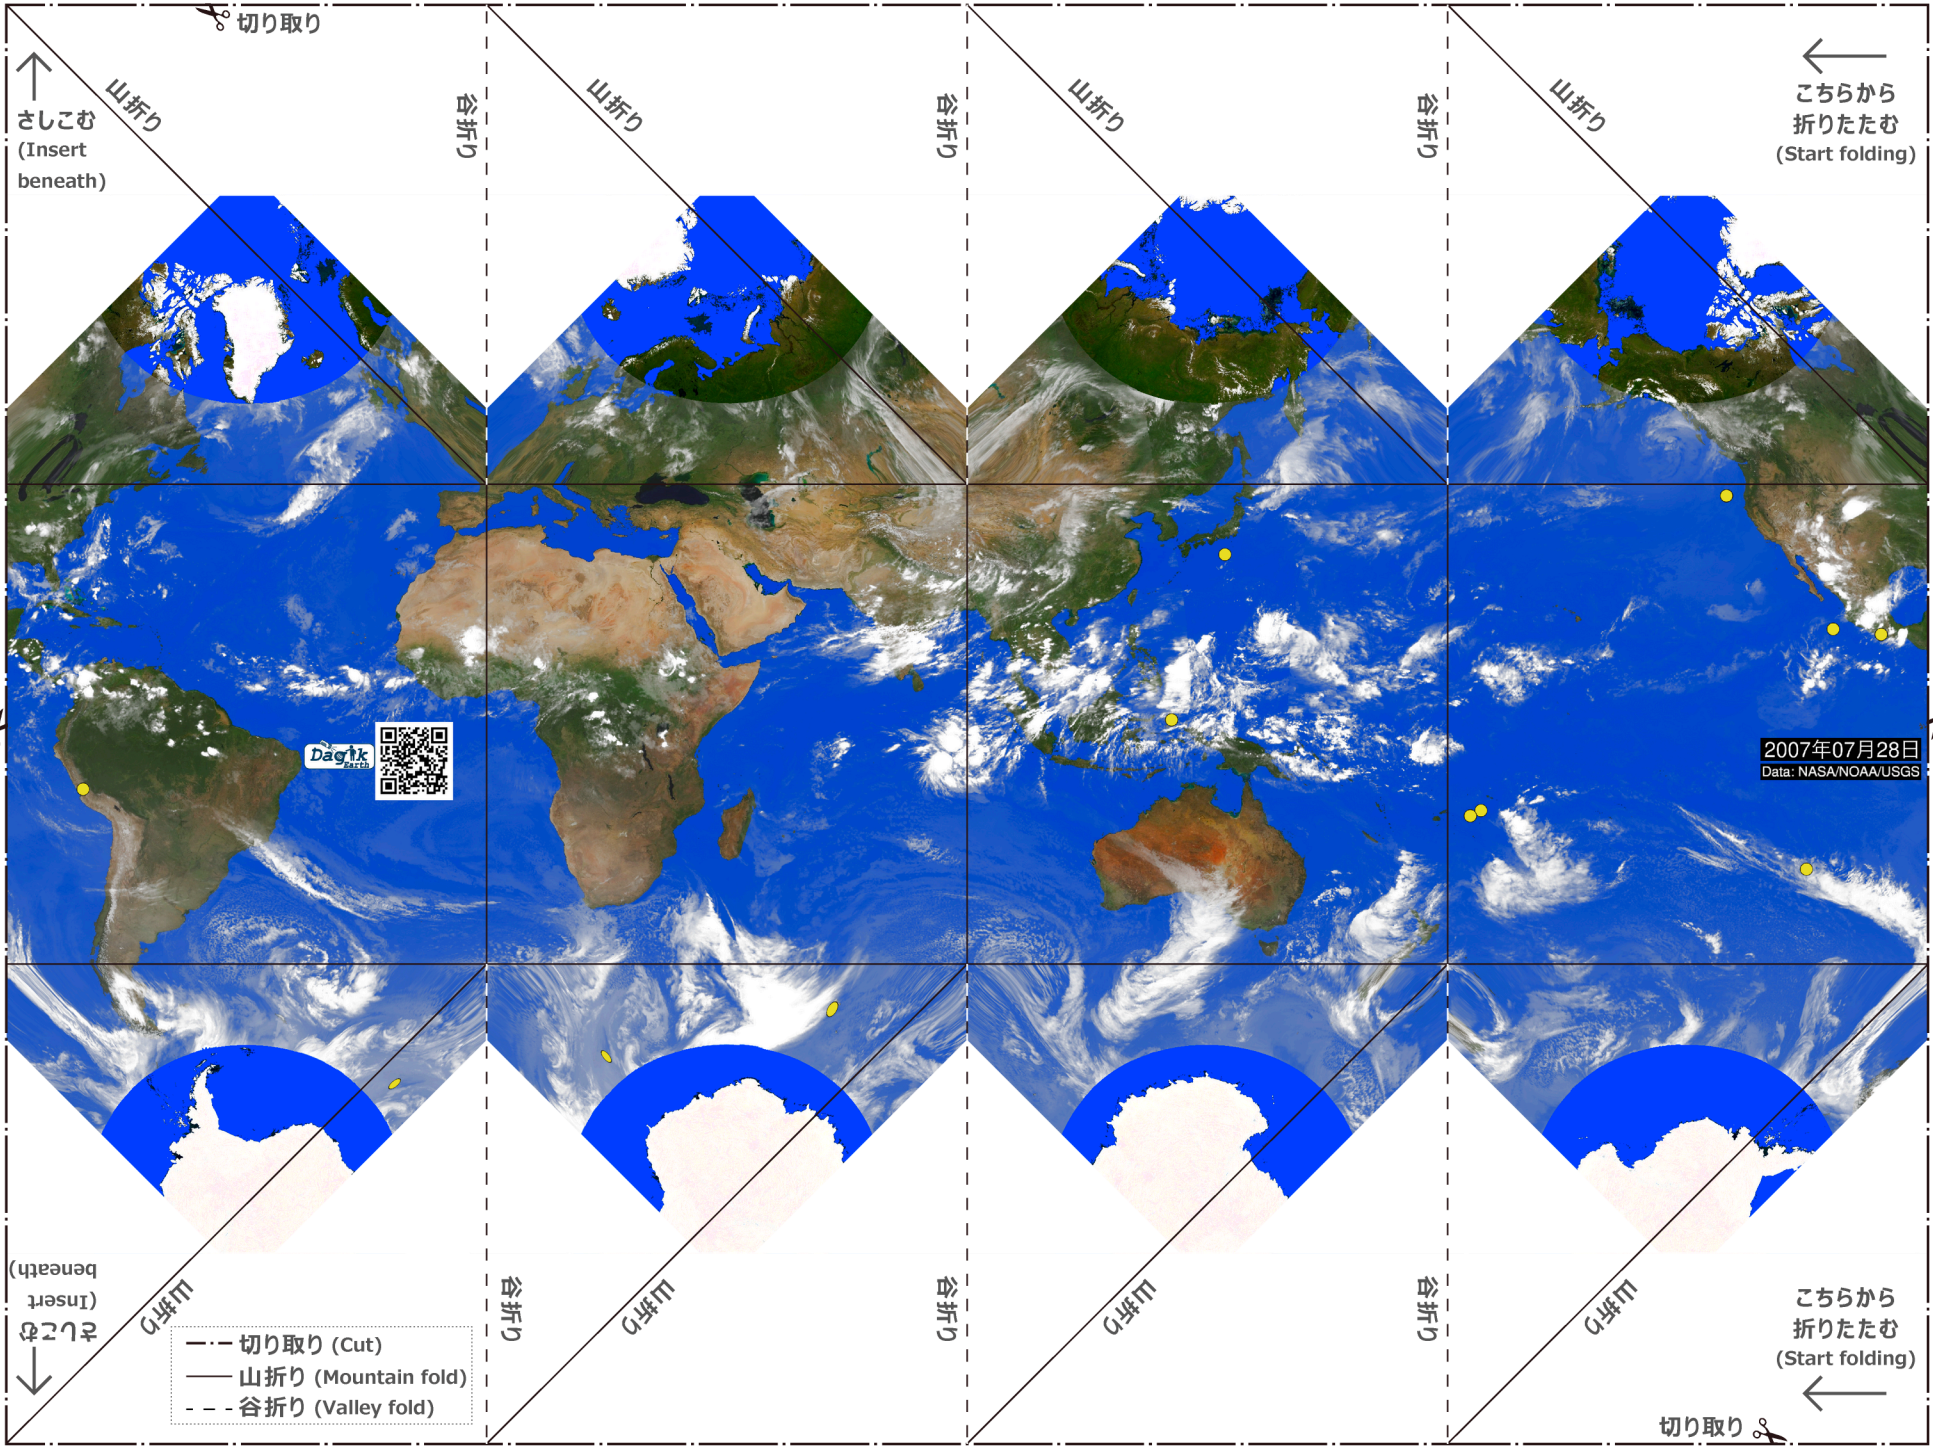 切り取り
山折り
谷折り
山折り
谷折り
山折り
谷折り
山折り
さしこむ
(Insert
beneath)
こちらから
折りたたむ
(Start folding)
Dagik
Earth
2007年07月28日
Data: NASA/NOAA/USGS
さしこむ
(Insert
beneath)
山折り
谷折り
山折り
谷折り
山折り
谷折り
山折り
こちらから
折りたたむ
(Start folding)
切り取り (Cut)
山折り (Mountain fold)
谷折り (Valley fold)
切り取り